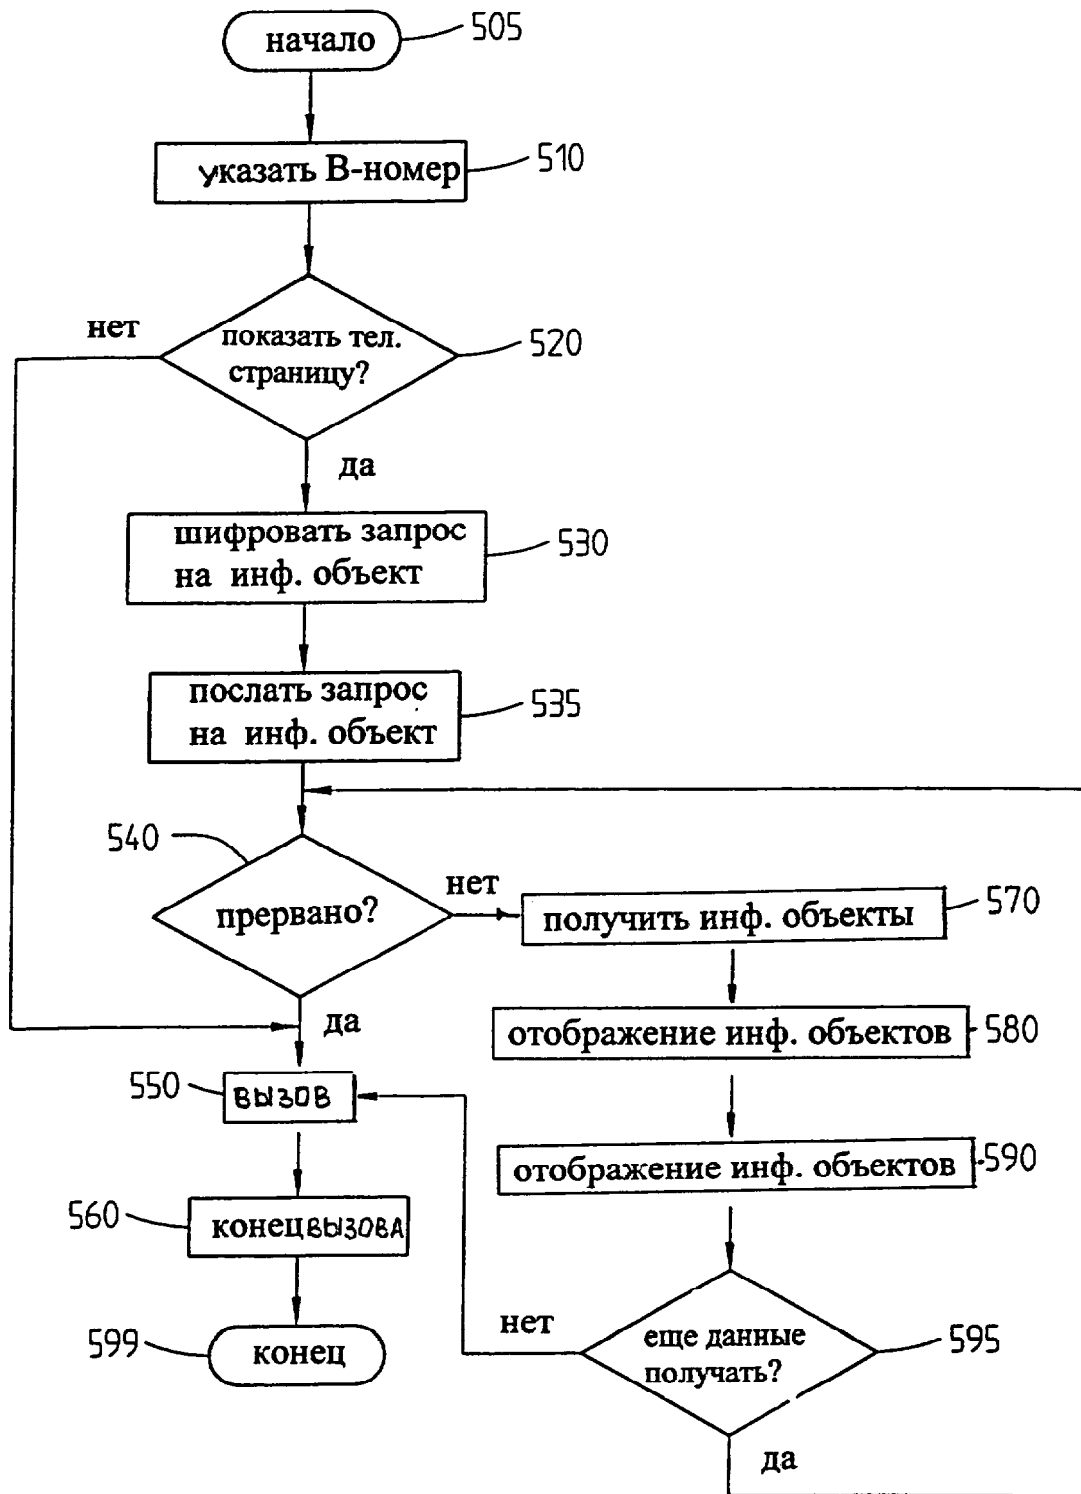 начало
505
указать В-номер
510
нет
показать тел.
страницу?
520
да
шифровать запрос
на инф. объект
530
послать запрос
на инф. объект
535
540
прервано?
нет
получить инф. объекты
570
да
отображение инф. объектов
580
550
вызов
отображение инф. объектов
590
560
конец вызова
нет
еще данные
получать?
595
599
конец
да